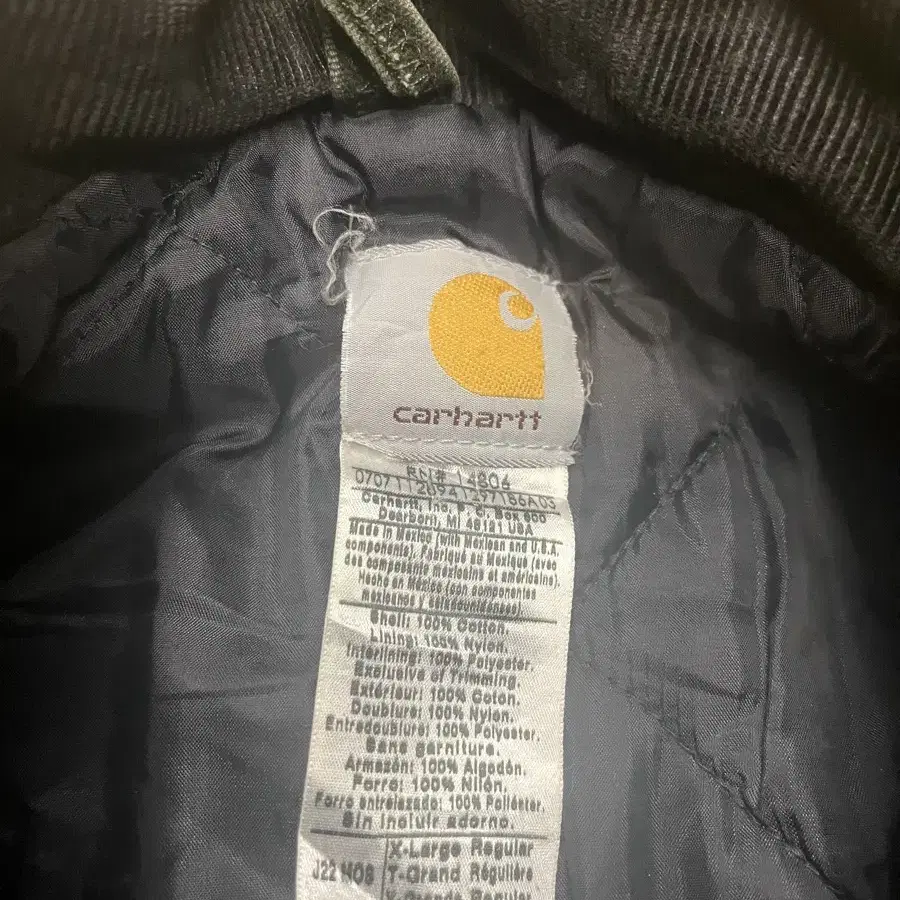 carhartt
RN# 14806
Carhartt, Inc. P. O. Box 600
Dearborn, MI 48121 USA
Made in Mexico (with Mexican and U.S.A.
components). Fabriqué au Mexique (avec
des composants mexicains et américains).
Hecho en México (con componentes
mexicanos y estadounidenses).
Shell: 100% Cotton.
Lining: 100% Nylon.
Interlining: 100% Polyester.
Exclusive of Trimming.
Extérieur: 100% Coton.
Doublure: 100% Nylon.
Entredoublure: 100% Polyester.
Sans garniture.
Armazón: 100% Algodón.
Forro: 100% Nilón.
Forro entrelazado: 100% Poliéster.
Sin incluir adorno.
X-Large Regular
J22 MOS T-Grand Régulière
X-Grande Regular